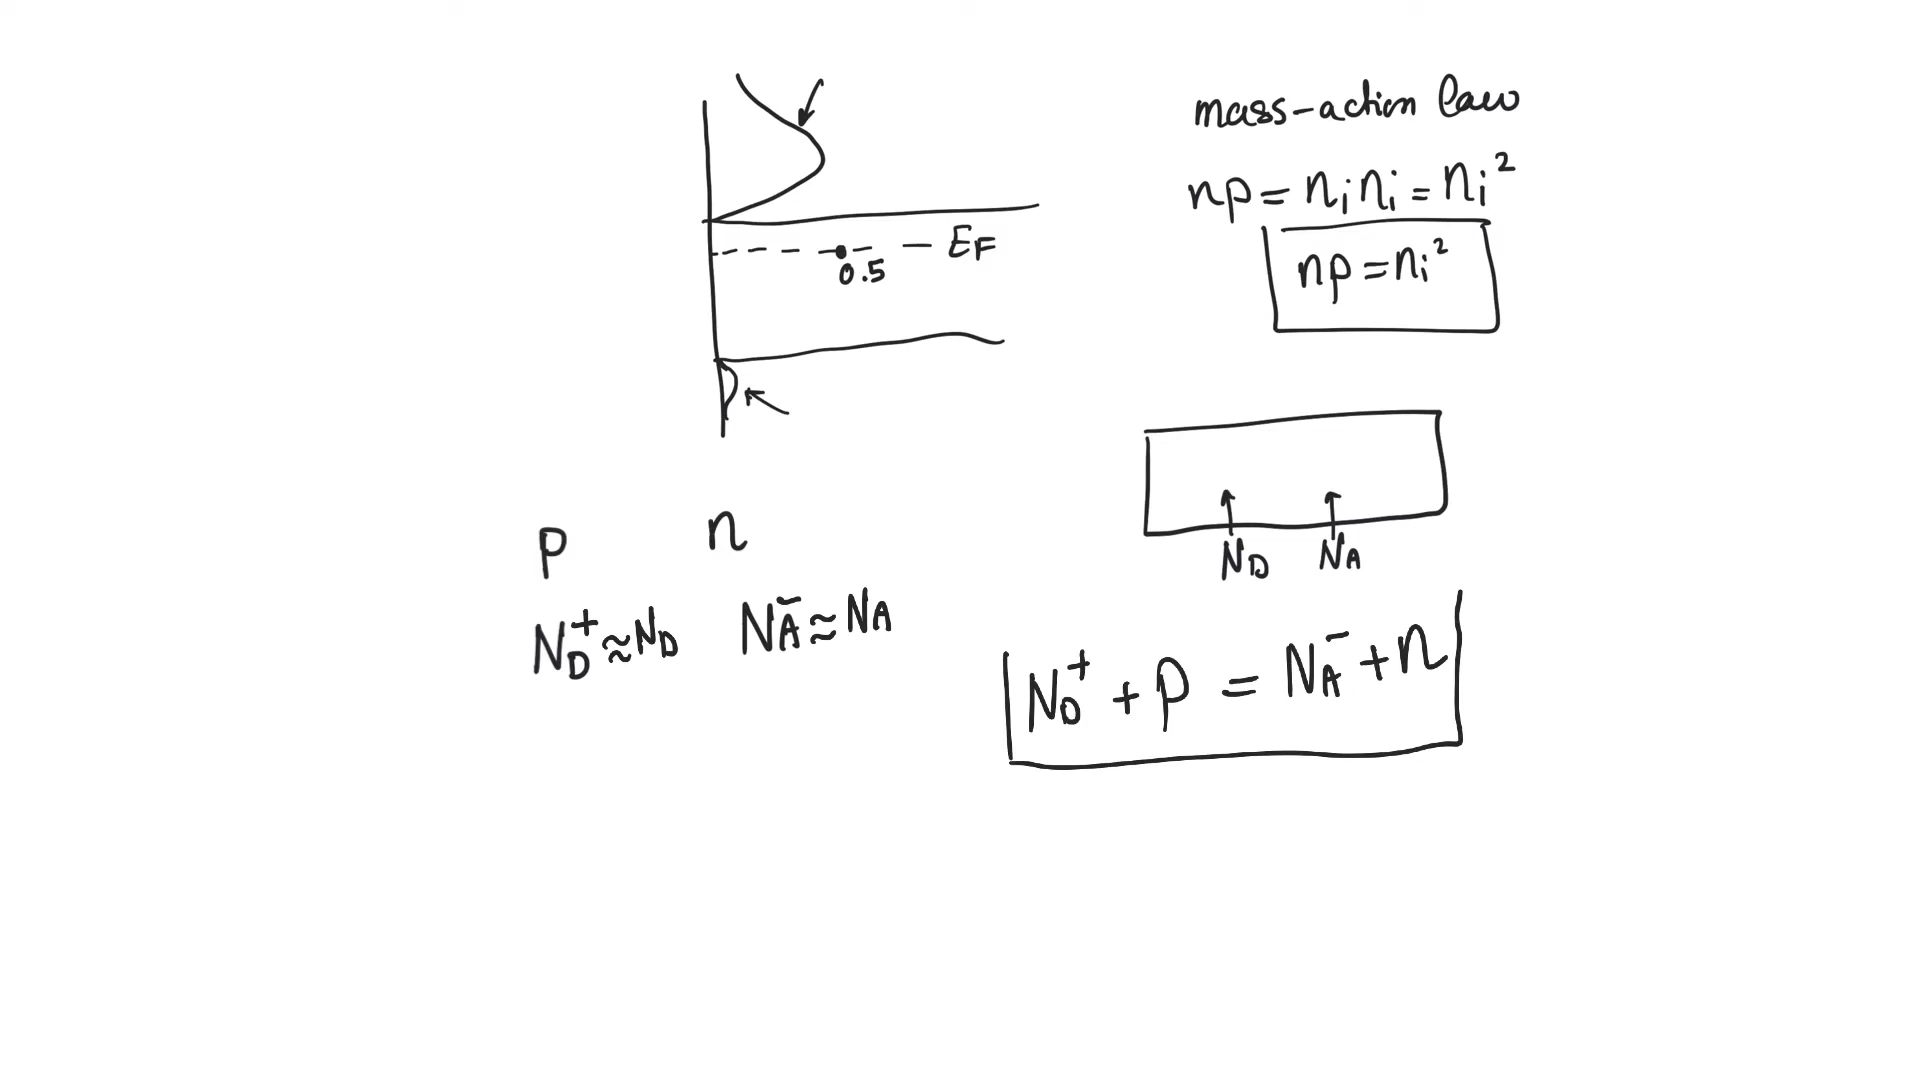 mass-action law
np = nᵢnᵢ = nᵢ²
np = nᵢ²
— E_F
0.5
N_D N_A
p n
N_D⁺ ≈ N_D N_A⁻ ≈ N_A
N_D⁺ + p = N_A⁻ + n